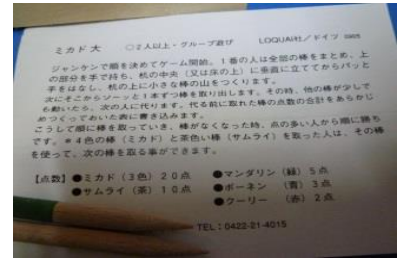 ミカド 大 ○2人以上・グループ遊び LOQUAI社/ドイツ
ジャンケンで順を決めてゲーム開始。1番の人は全部の棒をまとめ、上
の部分を手で持ち、机の中央(又は床の上)に垂直に立ててからパッと
手をはなし、机の上に小さな棒の山をつくります。
次にそこからソーッと1本ずつ棒を取り出します。その時、他の棒が少しで
も動いたら、次の人に代ります。代る前に取れた棒の点数の合計をあらかじ
めつくっておいた表に書き込みます。
こうして順に棒を取っていき、棒がなくなった時、点の多い人から順に勝ち
です。*4色の棒(ミカド)と茶色い棒(サムライ)を取った人は、その棒
を使って、次の棒を取る事ができます。
【点数】●ミカド(3色)20点 ●マンダリン(緑)5点
●サムライ(茶)10点 ●ボーネン (青)3点
●クーリー (赤)2点
TEL:0422-21-4015